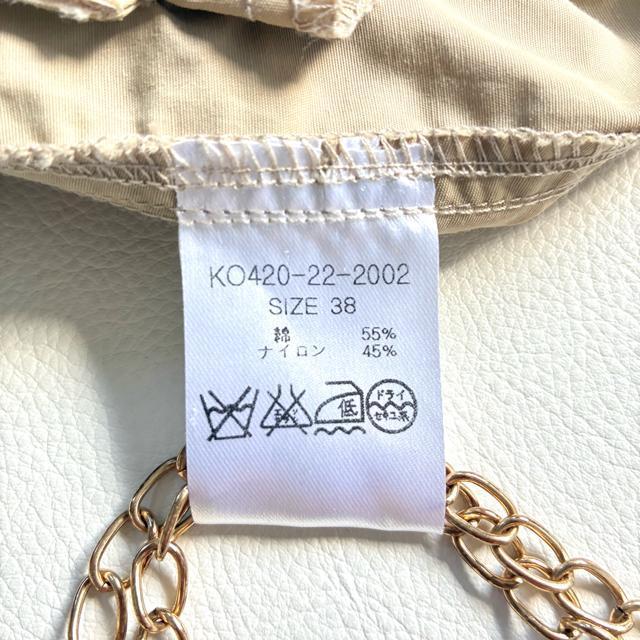 KO420-22-2002
SIZE 38
綿 55%
ナイロン 45%
低
ドライ
セキユ系